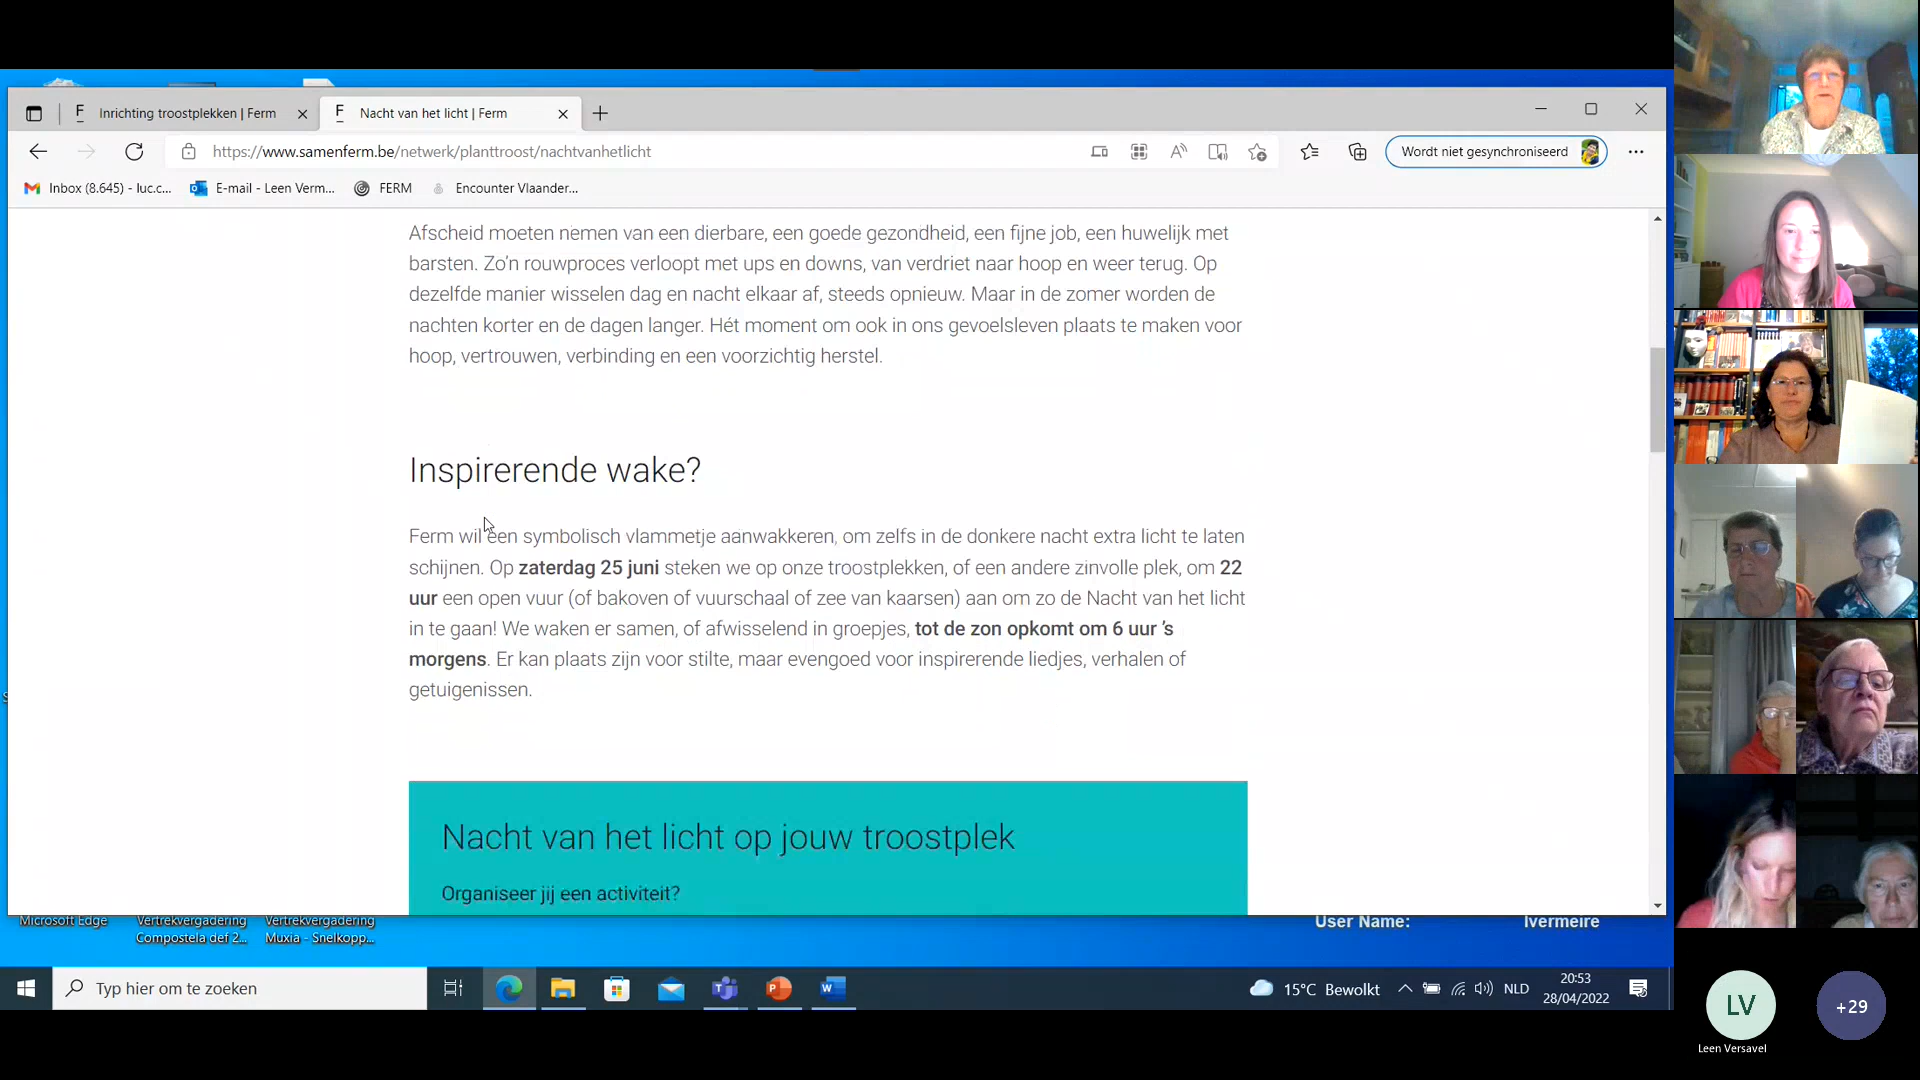 Inrichting troostplekken | Ferm
Nacht van het licht | Ferm
https://www.samenferm.be/netwerk/planttroost/nachtvanhetlicht
Wordt niet gesynchroniseerd
Inbox (8.645) - luc.c...
E-mail - Leen Verm...
FERM
Encounter Vlaander...
Afscheid moeten nemen van een dierbare, een goede gezondheid, een fijne job, een huwelijk met
barsten. Zo’n rouwproces verloopt met ups en downs, van verdriet naar hoop en weer terug. Op
dezelfde manier wisselen dag en nacht elkaar af, steeds opnieuw. Maar in de zomer worden de
nachten korter en de dagen langer. Hét moment om ook in ons gevoelsleven plaats te maken voor
hoop, vertrouwen, verbinding en een voorzichtig herstel.
Inspirerende wake?
Ferm wil een symbolisch vlammetje aanwakkeren, om zelfs in de donkere nacht extra licht te laten
schijnen. Op zaterdag 25 juni steken we op onze troostplekken, of een andere zinvolle plek, om 22
uur een open vuur (of bakoven of vuurschaal of zee van kaarsen) aan om zo de Nacht van het licht
in te gaan! We waken er samen, of afwisselend in groepjes, tot de zon opkomt om 6 uur ’s
morgens. Er kan plaats zijn voor stilte, maar evengoed voor inspirerende liedjes, verhalen of
getuigenissen.
Nacht van het licht op jouw troostplek
Organiseer jij een activiteit?
Microsoft Edge
Vertrekvergadering
Compostela def 2...
Vertrekvergadering
Muxia - Snelkopp...
User Name:
lvermeire
Typ hier om te zoeken
15°C Bewolkt
NLD
20:53
28/04/2022
LV
Leen Versavel
+29